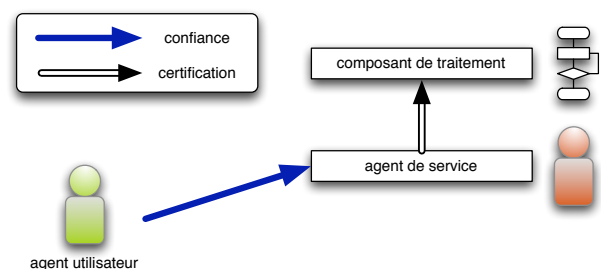 confiance
certification
composant de traitement
agent de service
agent utilisateur